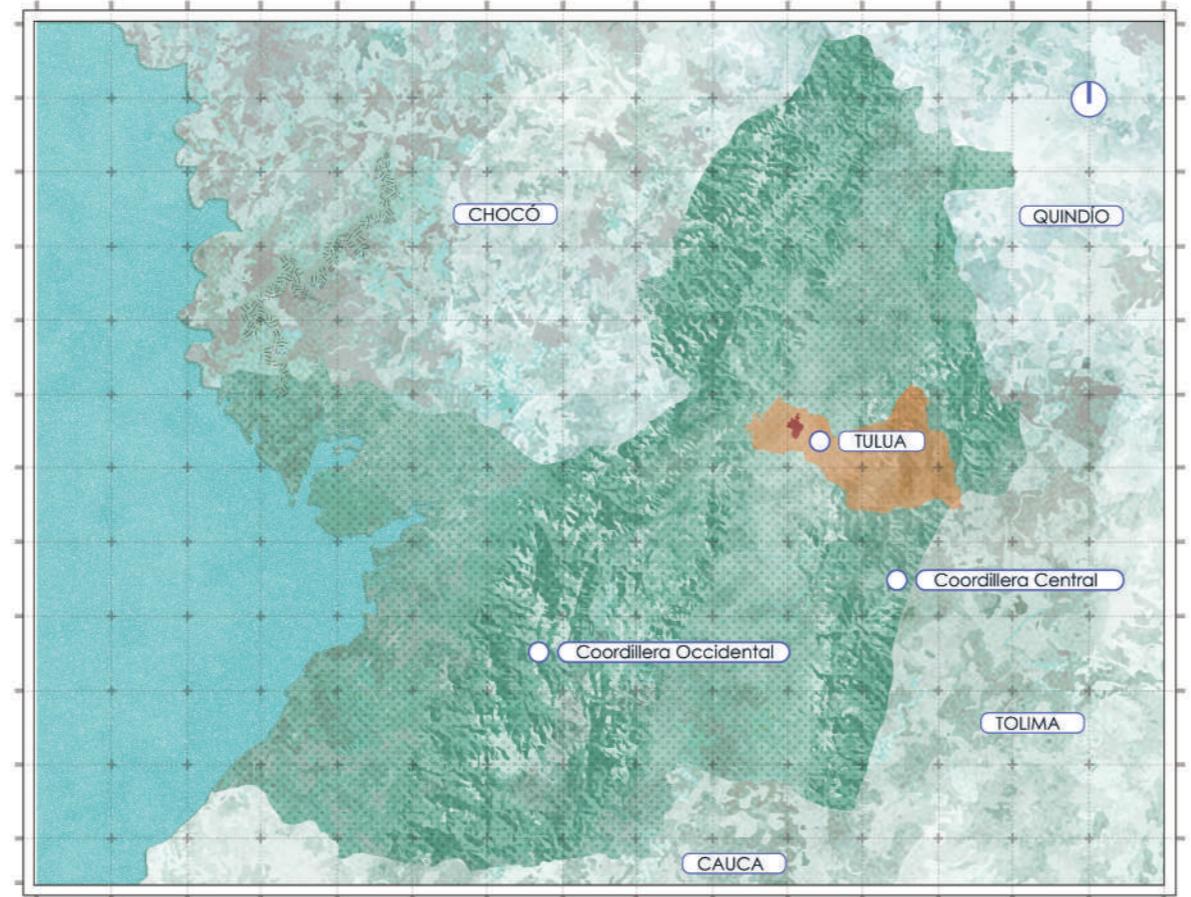 CHOCÓ
QUINDÍO
TULUA
Coordillera Central
Coordillera Occidental
TOLIMA
CAUCA